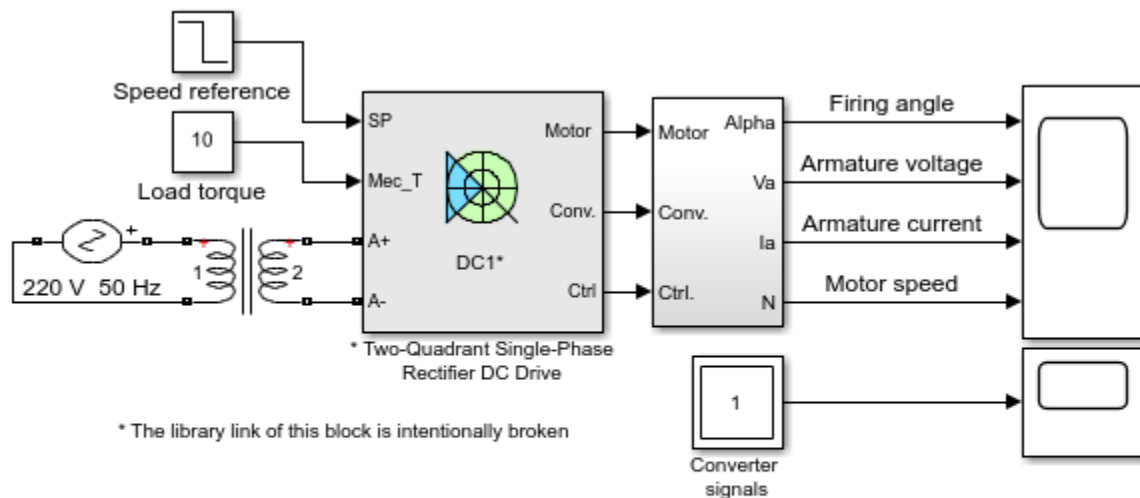 Speed reference
10
Load torque
220 V 50 Hz
+
1
2
SP
Mec_T
A+
A-
Motor
Conv.
Ctrl
DC1*
* Two-Quadrant Single-Phase
Rectifier DC Drive
Motor
Conv.
Ctrl.
Alpha
Va
Ia
N
Firing angle
Armature voltage
Armature current
Motor speed
1
Converter
signals
* The library link of this block is intentionally broken